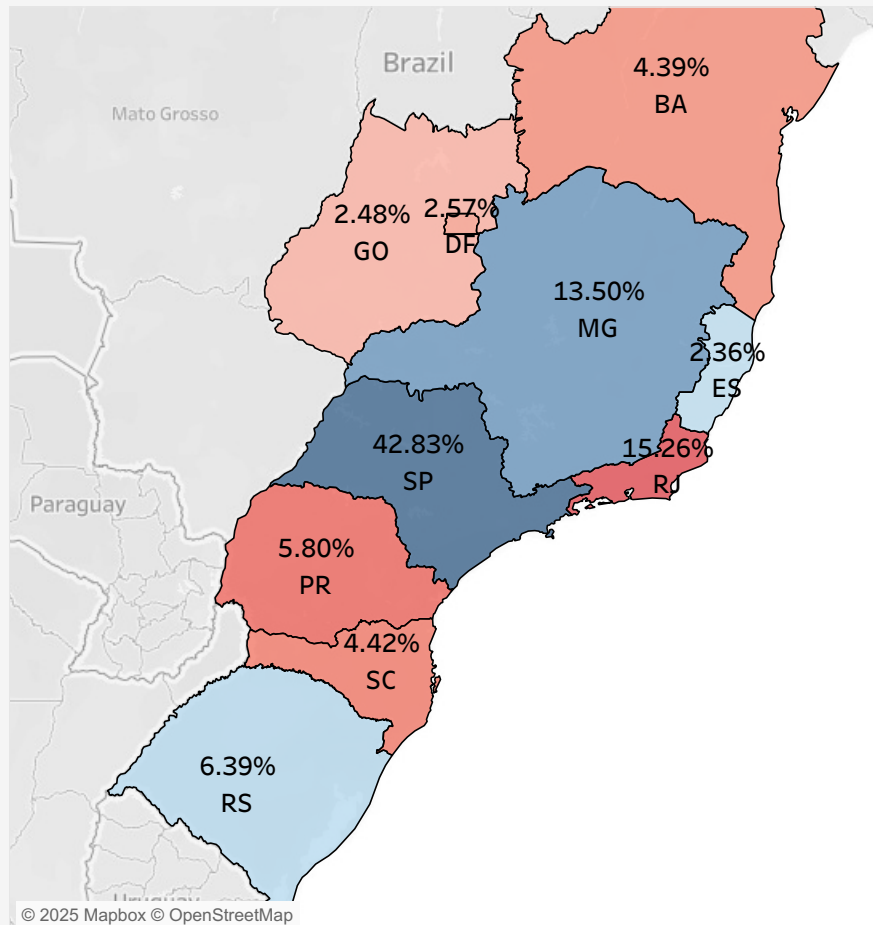 Brazil
4.39%
BA
Mato Grosso
2.48%
GO
2.57%
DF
13.50%
MG
2.36%
ES
42.83%
SP
15.26%
RJ
Paraguay
5.80%
PR
4.42%
SC
6.39%
RS
Uruguay
© 2025 Mapbox © OpenStreetMap